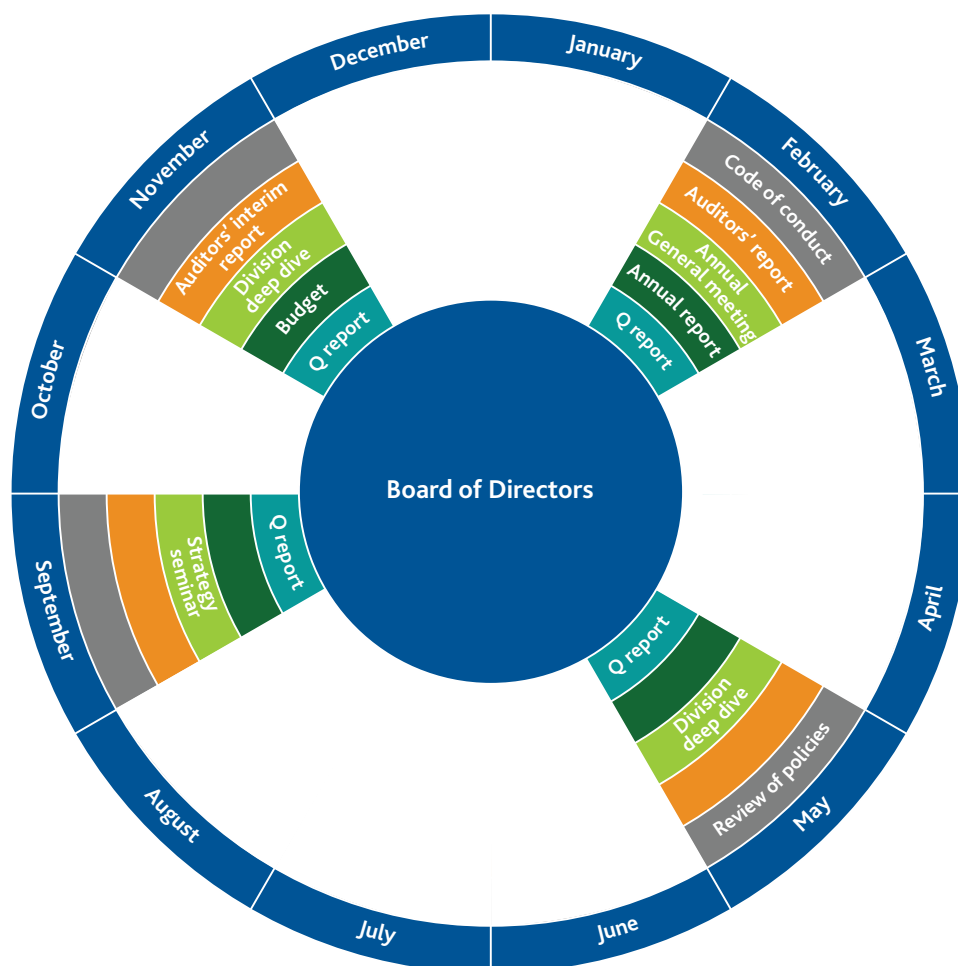 December
January
November
February
Auditors' interim
report
Division
deep dive
Budget
Q report
Code of conduct
Auditors' report
Annual
General meeting
Annual report
Q report
October
March
Board of Directors
September
Strategy
seminar
Q report
April
Q report
Division
deep dive
Review of policies
May
August
July
June